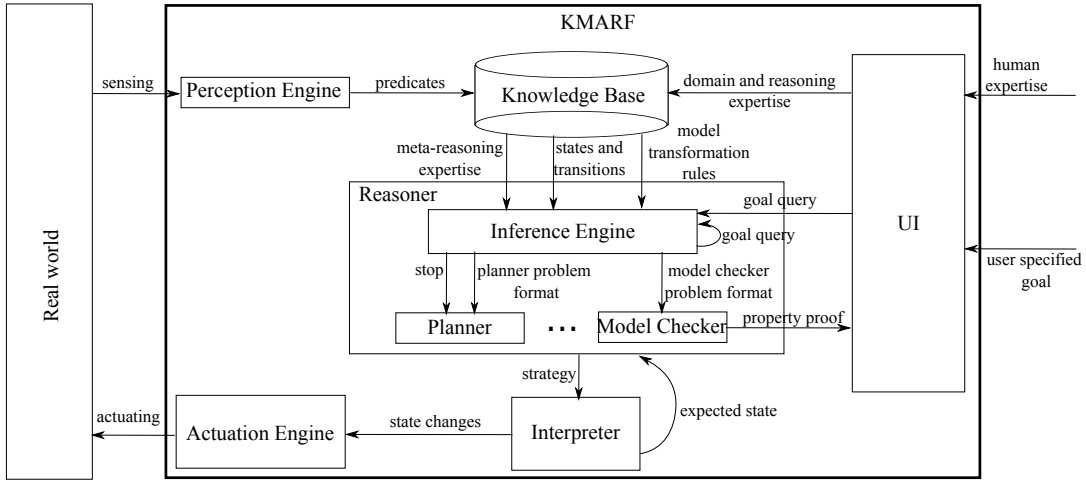 KMARF
sensing
Perception Engine
predicates
Knowledge Base
domain and reasoning
expertise
human
expertise
meta-reasoning
expertise
states and
transitions
model
transformation
rules
Reasoner
goal query
Inference Engine
goal query
UI
Real world
stop
planner problem
format
model checker
problem format
user specified
goal
Planner
...
Model Checker
property proof
strategy
expected state
actuating
Actuation Engine
state changes
Interpreter